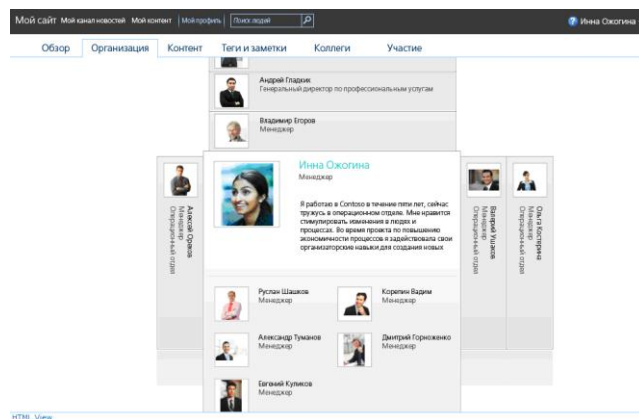 Мой сайт Мой канал новостей Мой контент Мой профиль Поиск людей Инна Ожогина
Обзор Организация Контент Теги и заметки Коллеги Участие
Андрей Гладких
Генеральный директор по профессиональным услугам
Владимир Егоров
Менеджер
Инна Ожогина
Менеджер
Я работаю в Contoso в течение пяти лет, сейчас
тружусь в операционном отделе. Мне нравится
стимулировать изменения в людях и
процессах. Во время проекта по повышению
экономичности процессов я задействовала свои
организаторские навыки для создания новых
Алексей Орехов
Менеджер
Операционный отдел
Валерий Ушаков
Менеджер
Операционный отдел
Ольга Костерина
Менеджер
Операционный отдел
Руслан Шашков
Менеджер
Корепин Вадим
Менеджер
Александр Туманов
Менеджер
Дмитрий Горноженко
Менеджер
Евгений Куликов
Менеджер
HTML View